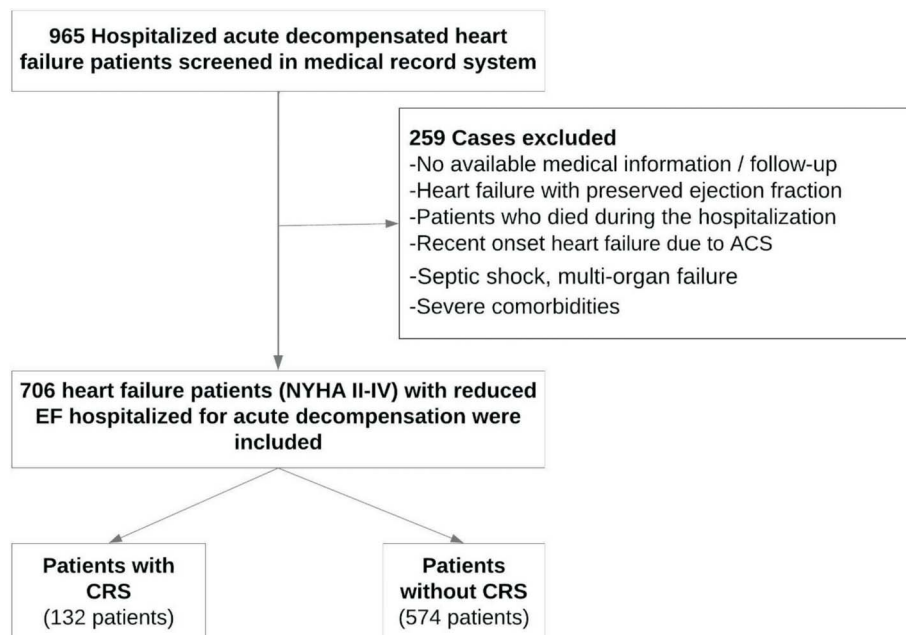 965 Hospitalized acute decompensated heart
failure patients screened in medical record system
259 Cases excluded
-No available medical information / follow-up
-Heart failure with preserved ejection fraction
-Patients who died during the hospitalization
-Recent onset heart failure due to ACS
-Septic shock, multi-organ failure
-Severe comorbidities
706 heart failure patients (NYHA II-IV) with reduced
EF hospitalized for acute decompensation were
included
Patients with
CRS
(132 patients)
Patients
without CRS
(574 patients)